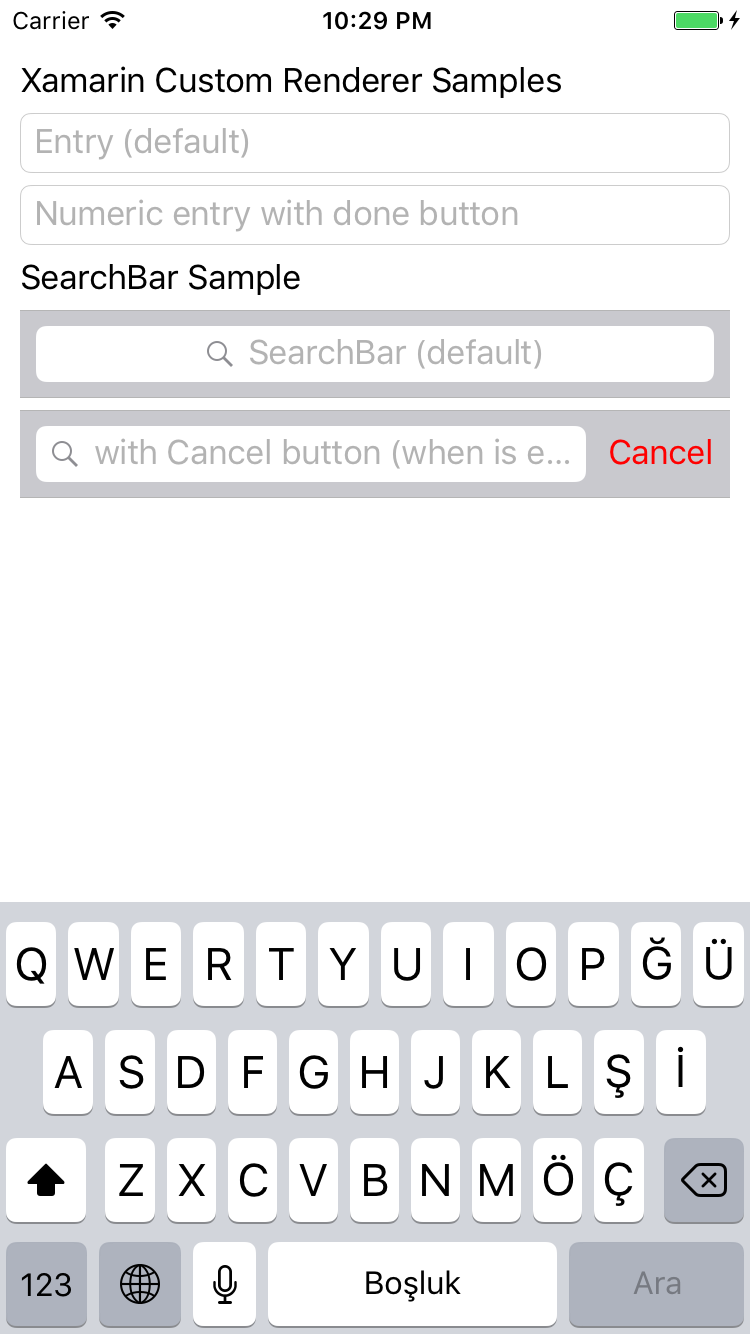 Carrier 10:29 PM
Xamarin Custom Renderer Samples
Entry (default)
Numeric entry with done button
SearchBar Sample
SearchBar (default)
with Cancel button (when is e... Cancel
Q W E R T Y U I O P Ğ Ü
A S D F G H J K L Ş İ
Z X C V B N M Ö Ç
123 Boşluk Ara